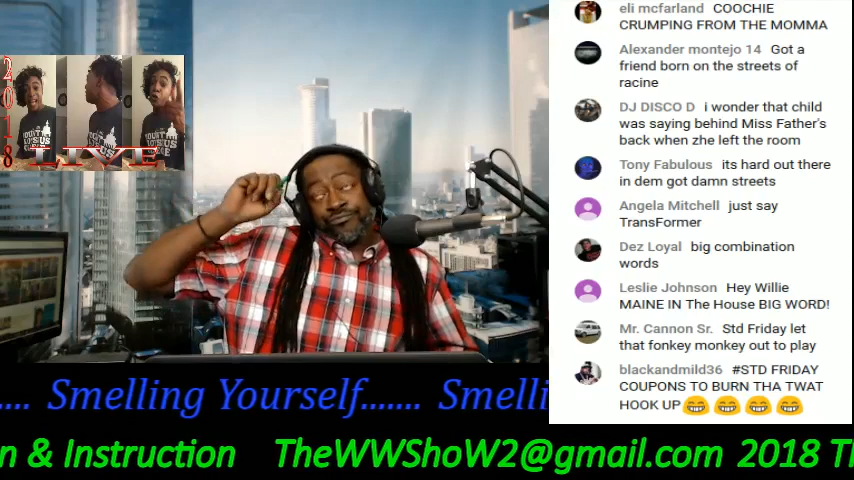 2018
LIVE
eli mcfarland COOCHIE
CRUMPING FROM THE MOMMA
Alexander montejo 14 Got a
friend born on the streets of
racine
DJ DISCO D i wonder that child
was saying behind Miss Father's
back when zhe left the room
Tony Fabulous its hard out there
in dem got damn streets
Angela Mitchell just say
TransFormer
Dez Loyal big combination
words
Leslie Johnson Hey Willie
MAINE IN The House BIG WORD!
Mr. Cannon Sr. Std Friday let
that fonkey monkey out to play
blackandmild36 #STD FRIDAY
COUPONS TO BURN THA TWAT
HOOK UP😂😂😂😂
.... Smelling Yourself....... Smelli
n & Instruction TheWWShoW2@gmail.com 2018 Th